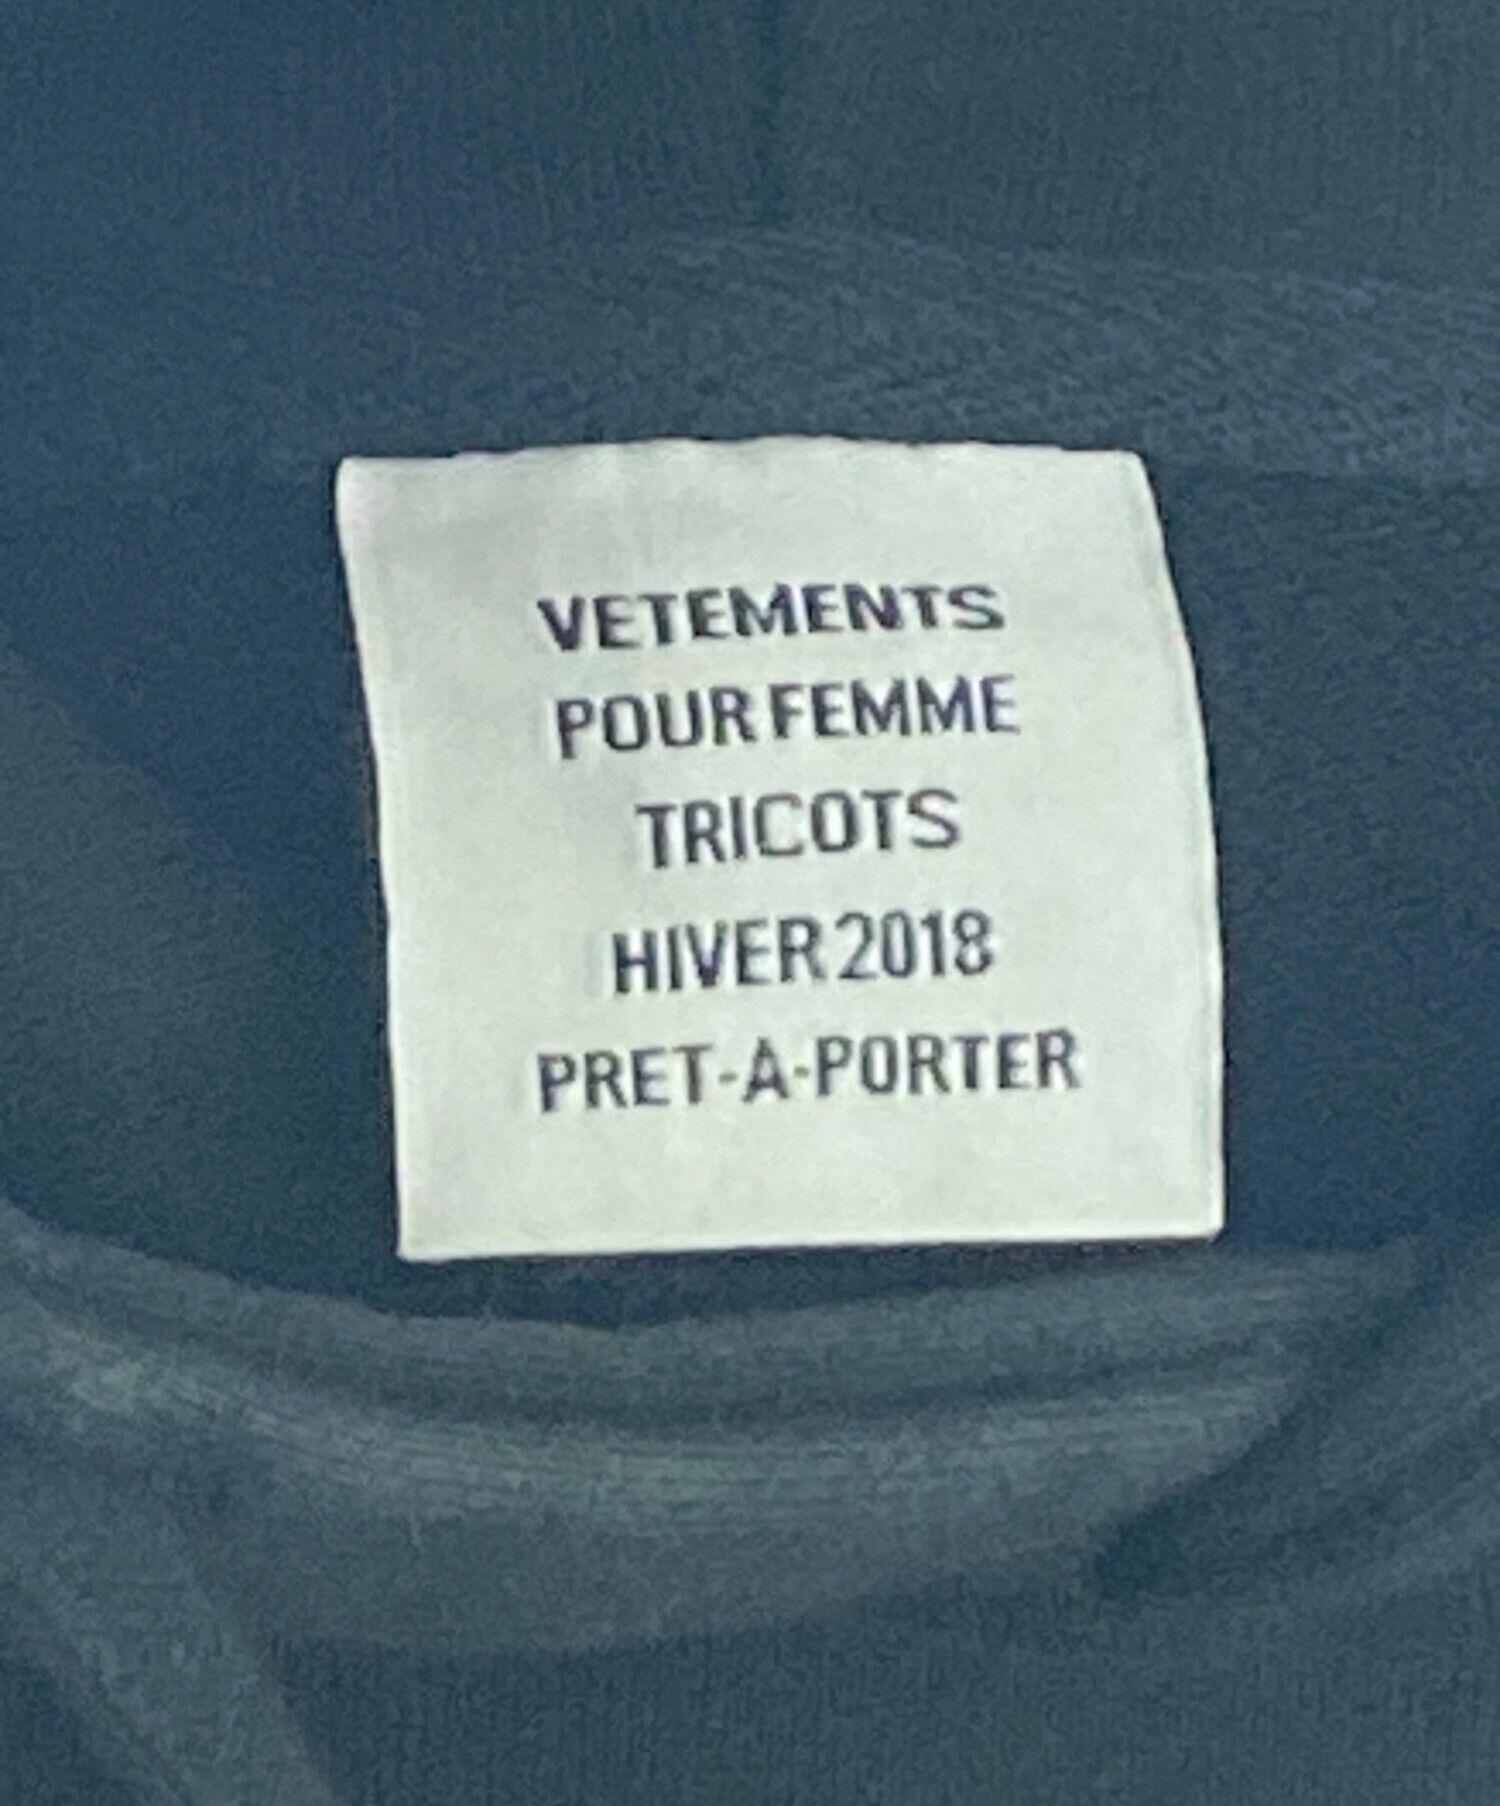 VETEMENTS
POUR FEMME
TRICOTS
HIVER 2018
PRET-A-PORTER